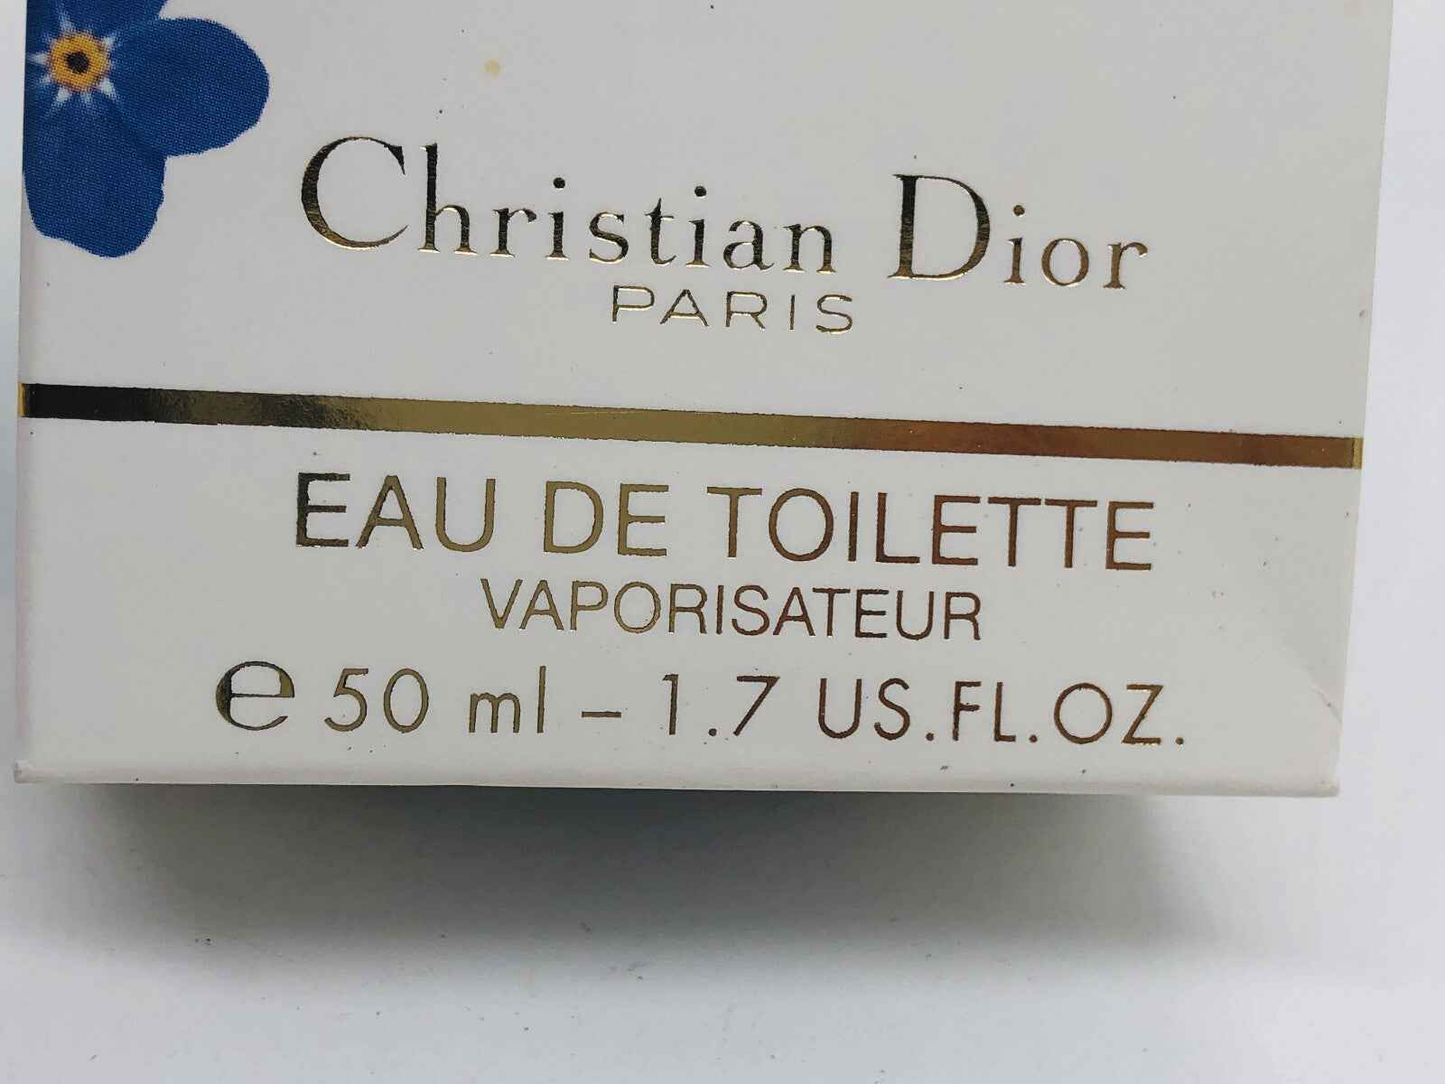 Christian Dior
PARIS
EAU DE TOILETTE
VAPORISATEUR
℮ 50 ml – 1.7 US.FL.OZ.